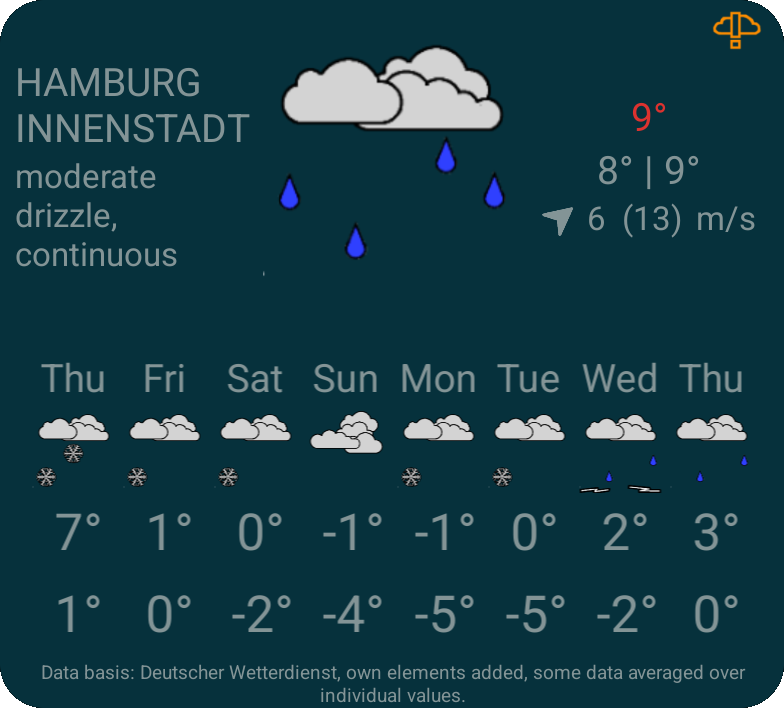 HAMBURG
INNENSTADT
moderate
drizzle,
continuous
9°
8° | 9°
6 (13) m/s
Thu Fri Sat Sun Mon Tue Wed Thu
7° 1° 0° -1° -1° 0° 2° 3°
1° 0° -2° -4° -5° -5° -2° 0°
Data basis: Deutscher Wetterdienst, own elements added, some data averaged over
individual values.